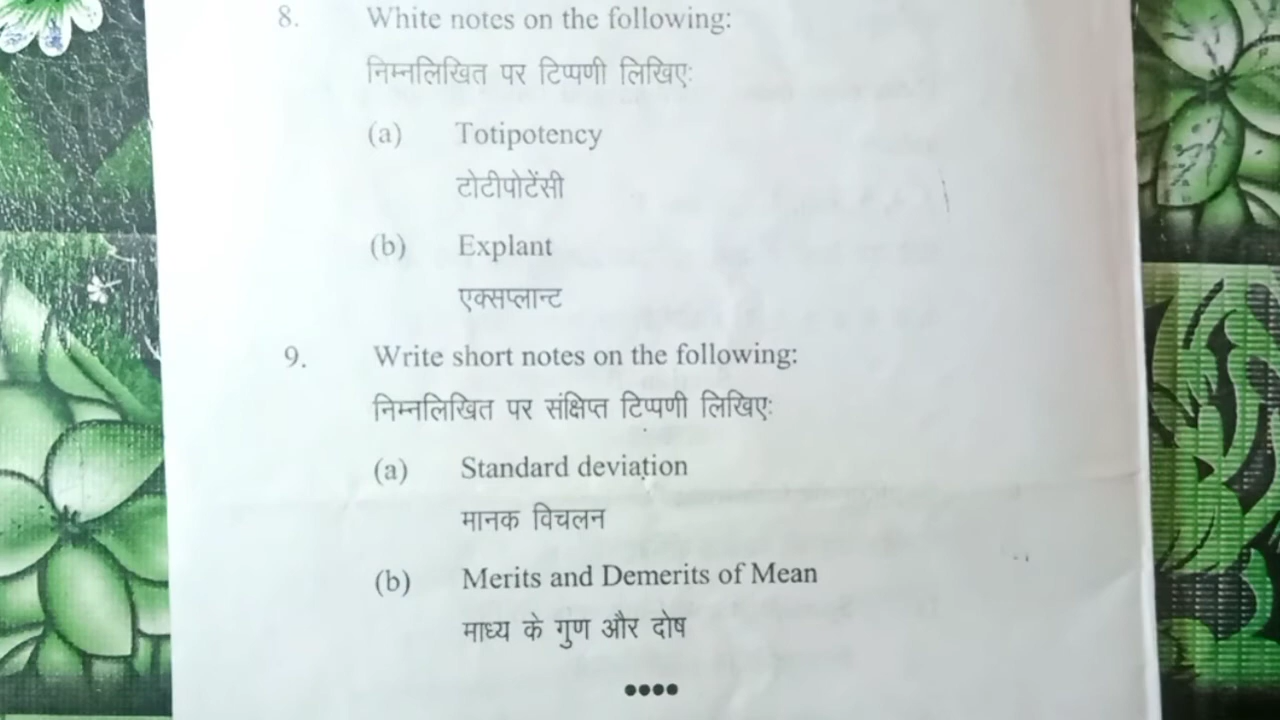 8. White notes on the following:
निम्नलिखित पर टिप्पणी लिखिएः
(a) Totipotency
टोटीपोटेंसी
(b) Explant
एक्सप्लान्ट
9. Write short notes on the following:
निम्नलिखित पर संक्षिप्त टिप्पणी लिखिएः
(a) Standard deviation
मानक विचलन
(b) Merits and Demerits of Mean
माध्य के गुण और दोष
••••